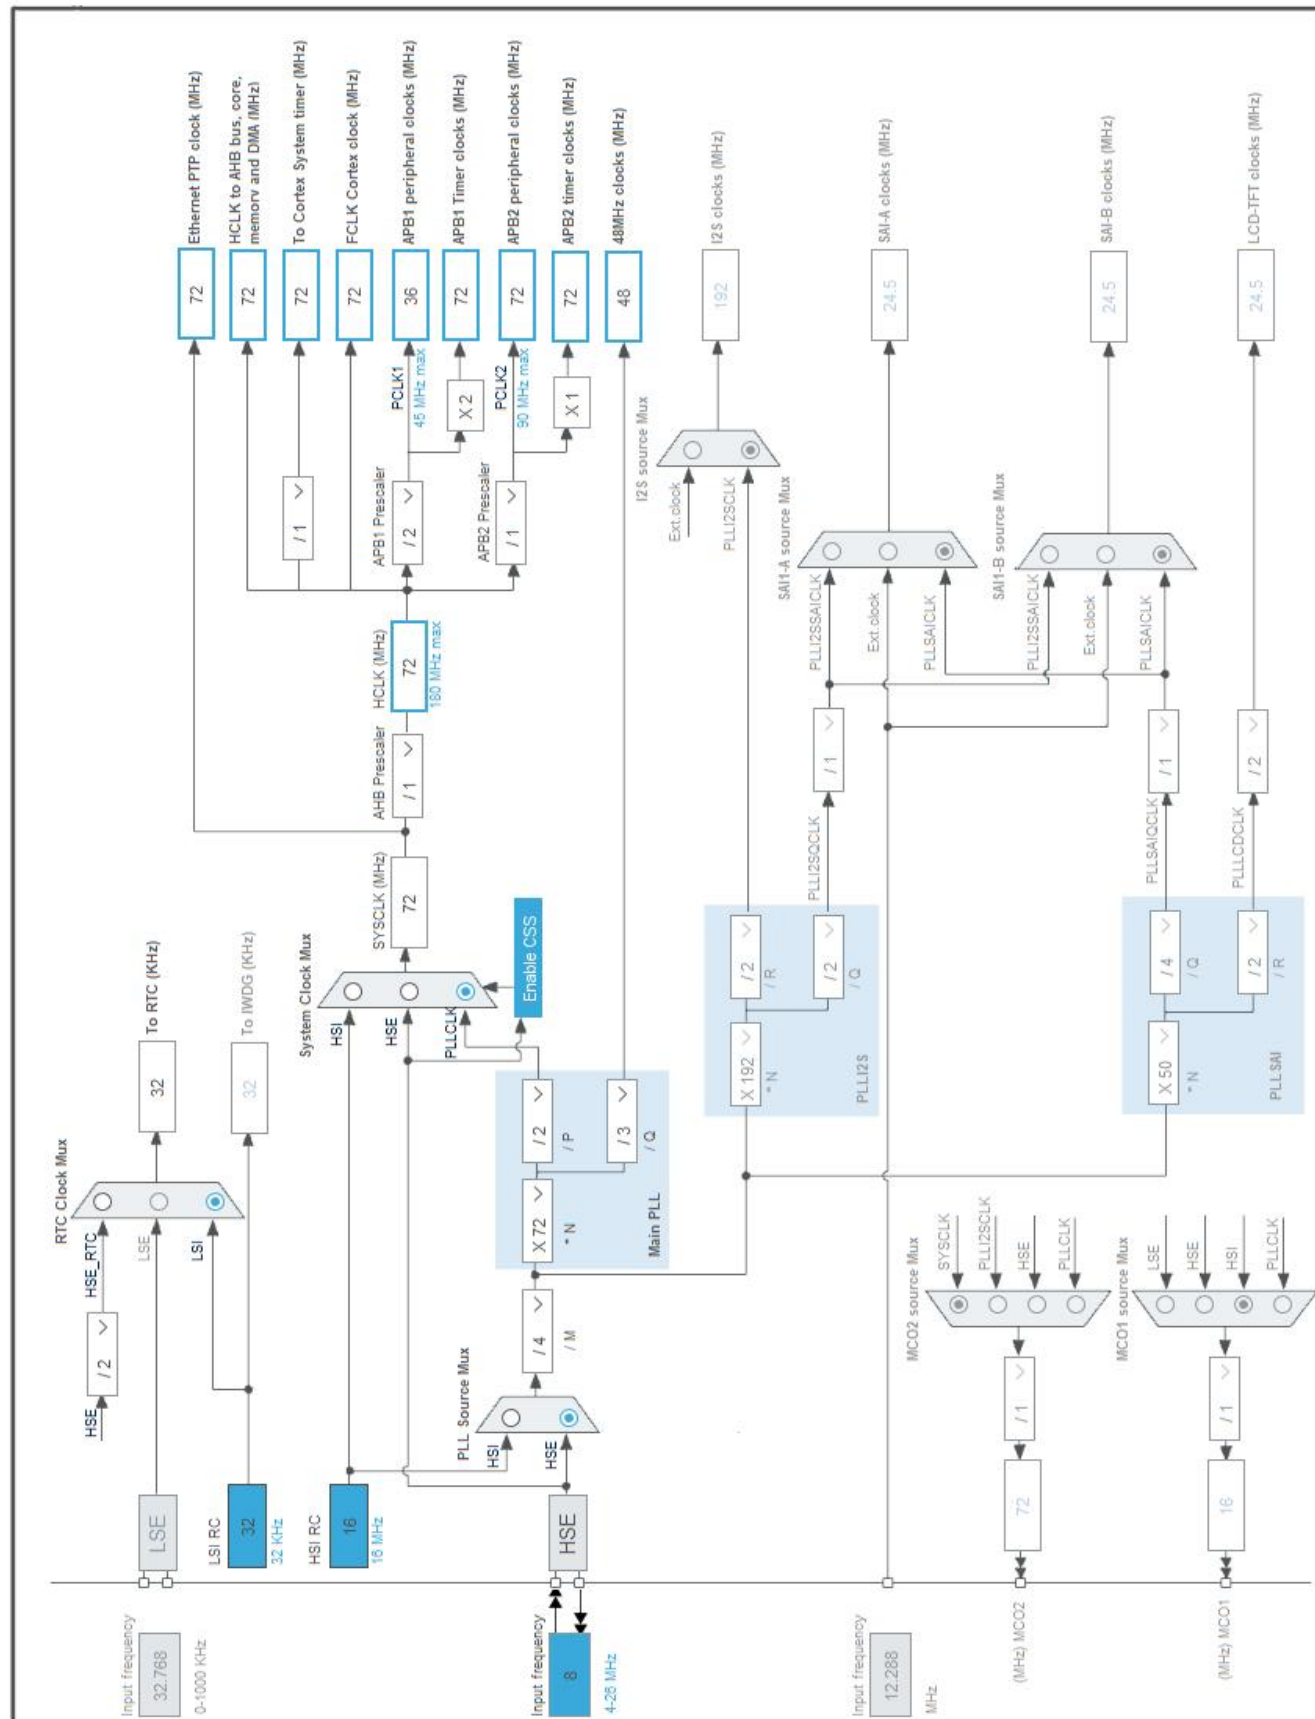 Input frequency
32.768
0-1000 KHz
LSE
LSI RC
32
32 KHz
HSI RC
16
16 MHz
Input frequency
8
4-26 MHz
HSE
Input frequency
12.288
MHz
HSE
/ 2
HSE_RTC
LSE
LSI
RTC Clock Mux
32
To RTC (KHz)
32
To IWDG (KHz)
PLL Source Mux
HSI
HSE
/ 4
/ M
X 72
* N
/ 2
/ P
/ 3
/ Q
Main PLL
System Clock Mux
HSI
HSE
PLLCLK
Enable CSS
SYSCLK (MHz)
72
AHB Prescaler
/ 1
HCLK (MHz)
72
180 MHz max
/ 1
APB1 Prescaler
/ 2
PCLK1
45 MHz max
X 2
APB2 Prescaler
/ 1
PCLK2
90 MHz max
X 1
72
Ethernet PTP clock (MHz)
72
HCLK to AHB bus, core,
memory and DMA (MHz)
72
To Cortex System timer (MHz)
72
FCLK Cortex clock (MHz)
36
APB1 peripheral clocks (MHz)
72
APB1 Timer clocks (MHz)
72
APB2 peripheral clocks (MHz)
72
APB2 timer clocks (MHz)
48
48MHz clocks (MHz)
X 192
* N
/ 2
/ R
/ 2
/ Q
PLLI2S
PLLI2SQCLK
/ 1
I2S source Mux
Ext.clock
PLLI2SCLK
192
I2S clocks (MHz)
SAI1-A source Mux
PLLI2SSAICLK
Ext.clock
PLLSAICLK
24.5
SAI-A clocks (MHz)
SAI1-B source Mux
PLLI2SSAICLK
Ext.clock
PLLSAICLK
24.5
SAI-B clocks (MHz)
X 50
* N
/ 4
/ Q
/ 2
/ R
PLLSAI
PLLSAIQCLK
/ 1
PLLLCDCLK
/ 2
24.5
LCD-TFT clocks (MHz)
MCO2 source Mux
SYSCLK
PLLI2SCLK
HSE
PLLCLK
/ 1
72
(MHz) MCO2
MCO1 source Mux
LSE
HSE
HSI
PLLCLK
/ 1
16
(MHz) MCO1